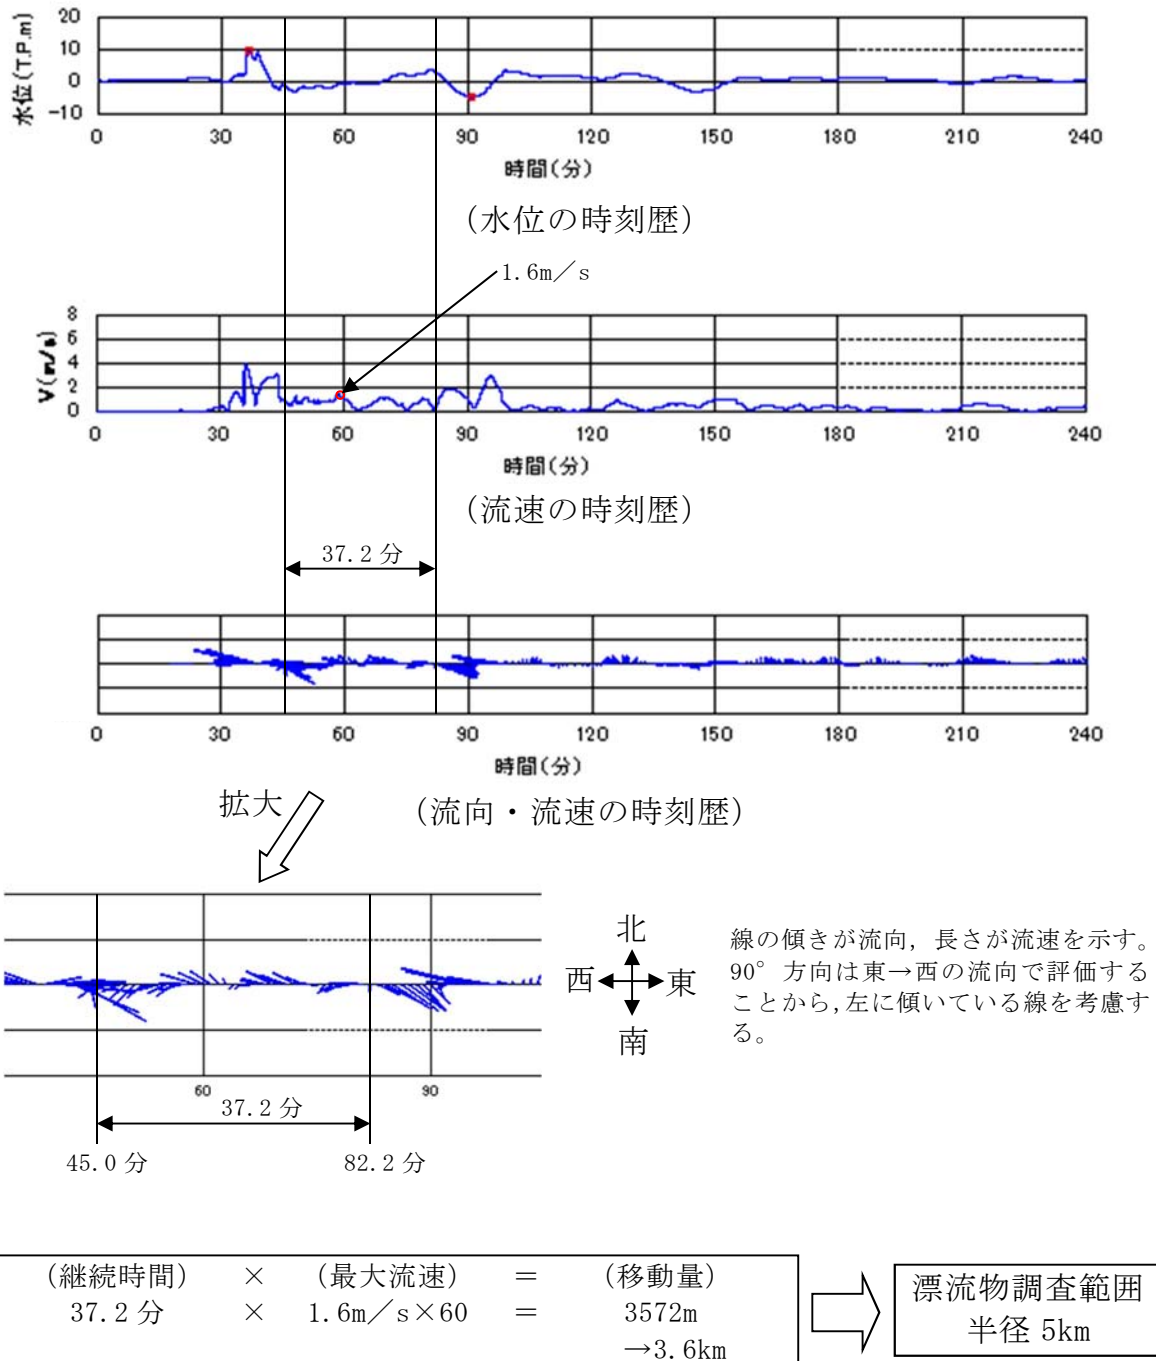 水位(T.P.m)
20
10
0
-10
0 30 60 90 120 150 180 210 240
時間(分)
(水位の時刻歴)
1.6m/s
V(m/s)
8
6
4
2
0
0 30 60 90 120 150 180 210 240
時間(分)
(流速の時刻歴)
37.2分
0 30 60 90 120 150 180 210 240
時間(分)
拡大
(流向・流速の時刻歴)
60 90
37.2分
45.0分 82.2分
北
西 東
南
線の傾きが流向,長さが流速を示す。
90°方向は東→西の流向で評価する
ことから,左に傾いている線を考慮す
る。
(継続時間) × (最大流速) = (移動量)
37.2分 × 1.6m/s×60 = 3572m
→3.6km
漂流物調査範囲
半径5km